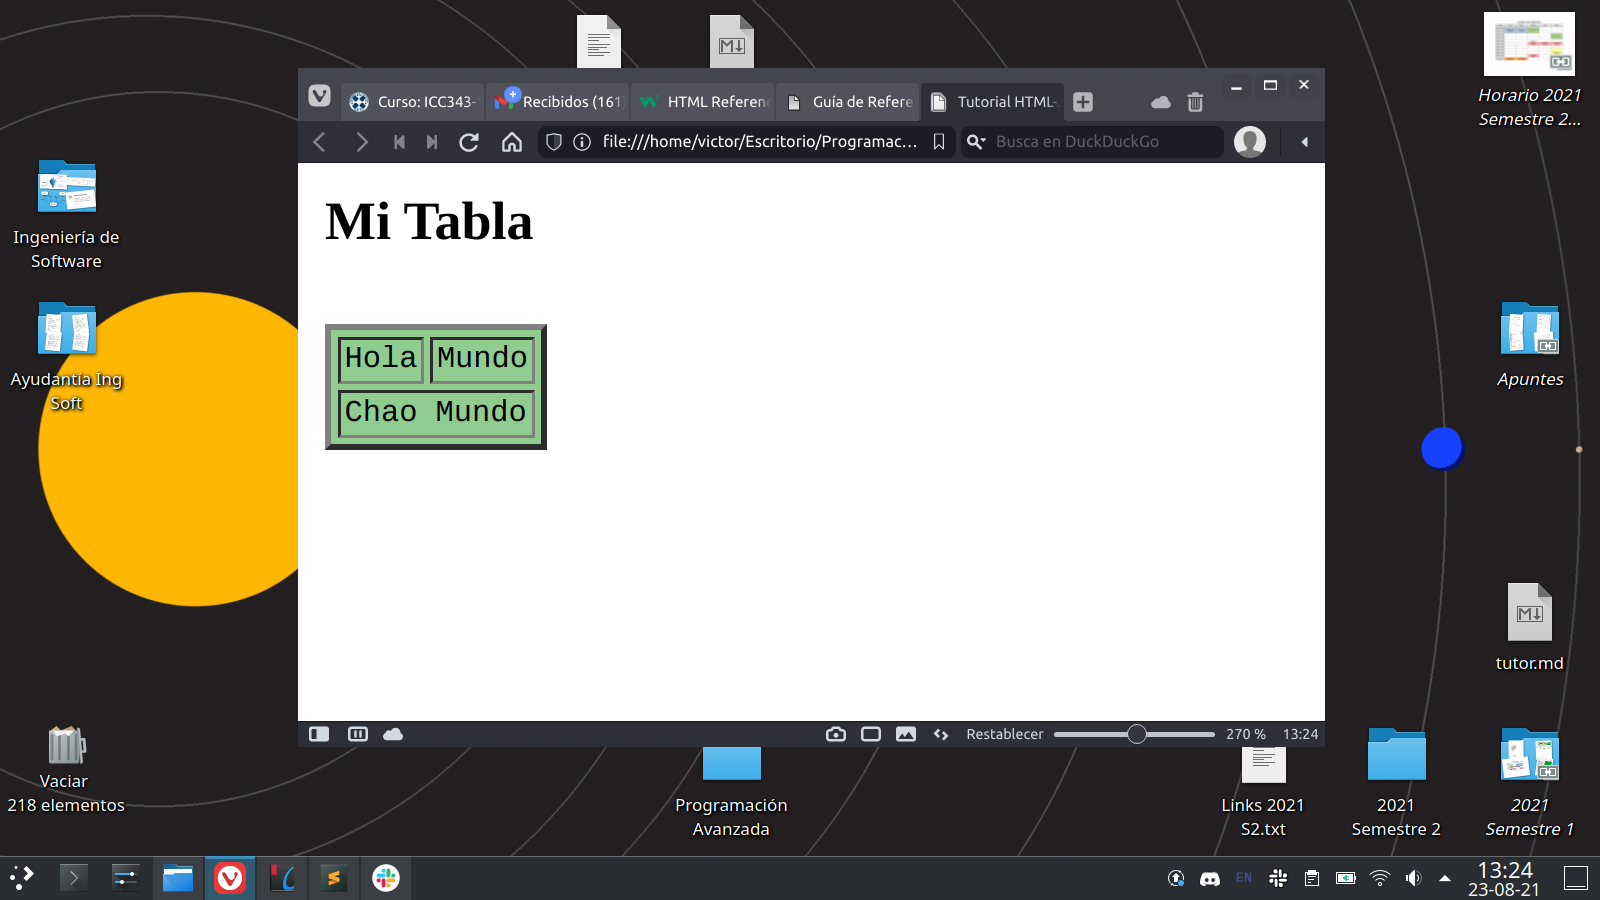 Horario 2021
Semestre 2...
Curso: ICC343-
Recibidos (161)
HTML Referen
Guía de Refere
Tutorial HTML-
file:///home/victor/Escritorio/Programac...
Busca en DuckDuckGo
Mi Tabla
Hola Mundo
Chao Mundo
Ingeniería de
Software
Ayudantía Ing
Soft
Apuntes
tutor.md
Restablecer
270 %
13:24
Vaciar
218 elementos
Programación
Avanzada
Links 2021
S2.txt
2021
Semestre 2
2021
Semestre 1
EN
13:24
23-08-21